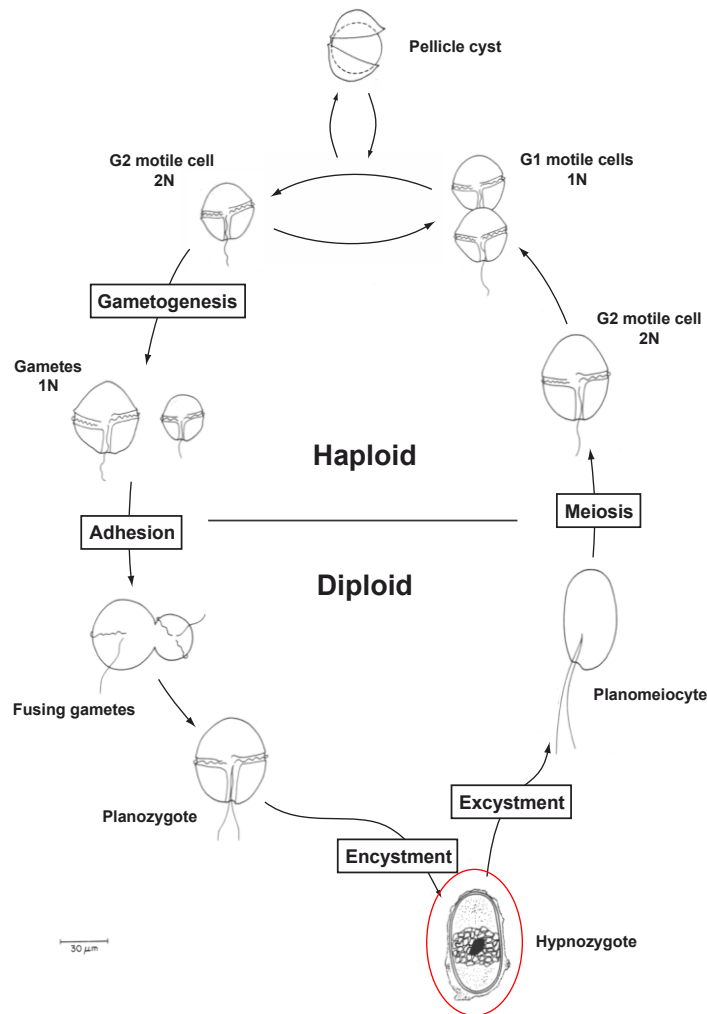 Pellicle cyst
G2 motile cell
2N
G1 motile cells
1N
Gametogenesis
G2 motile cell
2N
Gametes
1N
Haploid
Meiosis
Adhesion
Diploid
Planomeiocyte
Fusing gametes
Planozygote
Excystment
Encystment
Hypnozygote
30 µm